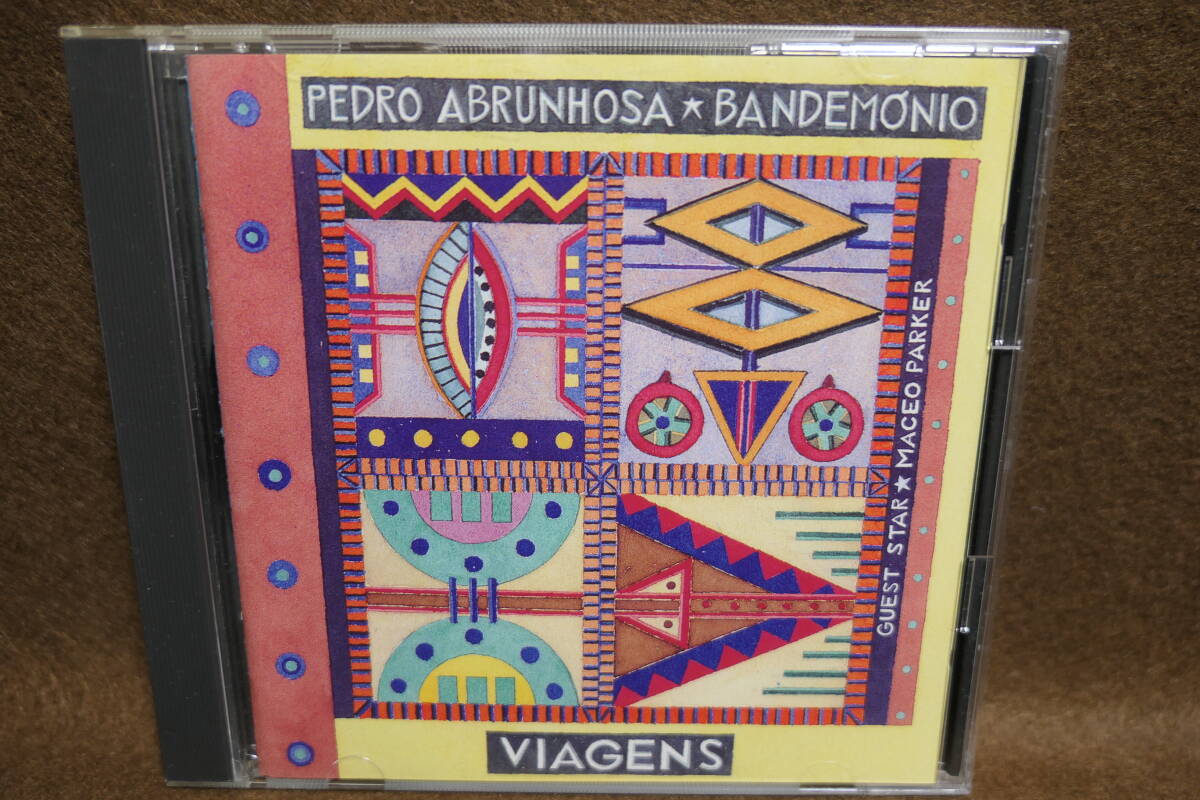 PEDRO ABRUNHOSA ★ BANDEMÓNIO
GUEST STAR ★ MACEO PARKER
VIAGENS